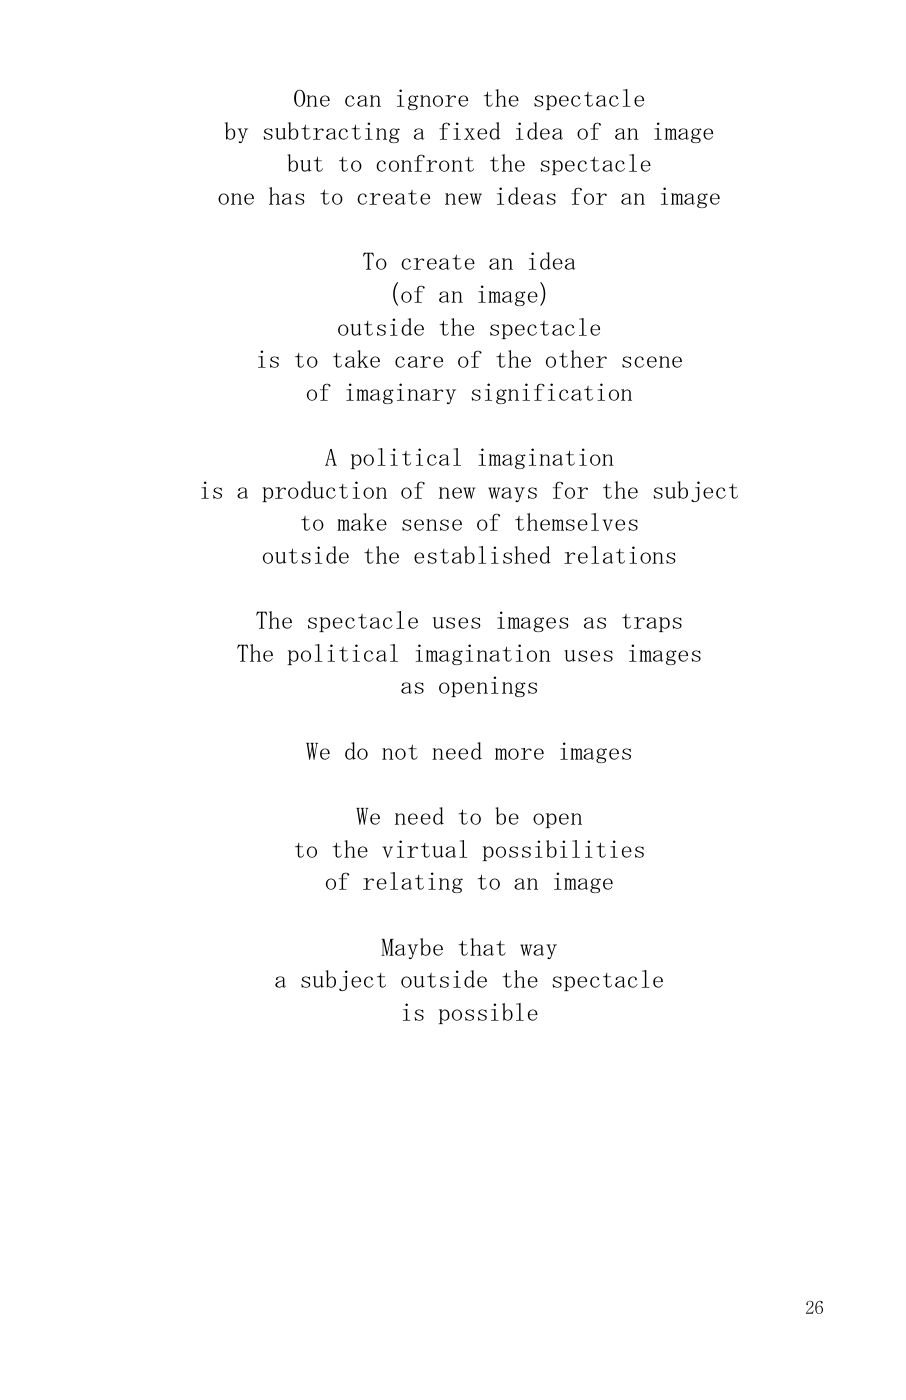 One can ignore the spectacle
by subtracting a fixed idea of an image
but to confront the spectacle
one has to create new ideas for an image
To create an idea
(of an image)
outside the spectacle
is to take care of the other scene
of imaginary signification
A political imagination
is a production of new ways for the subject
to make sense of themselves
outside the established relations
The spectacle uses images as traps
The political imagination uses images
as openings
We do not need more images
We need to be open
to the virtual possibilities
of relating to an image
Maybe that way
a subject outside the spectacle
is possible
26